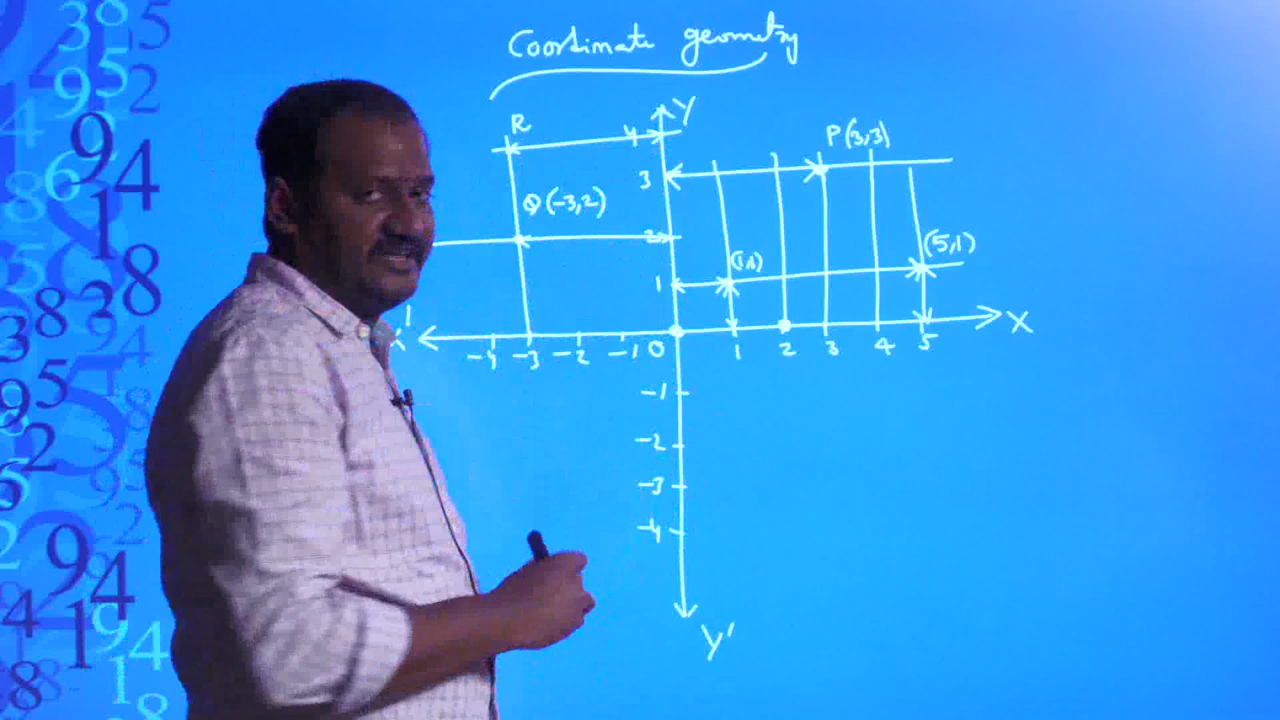 Coordinate geometry
Y
R
4
P(3,3)
3
Q(-3,2)
2
(5,1)
(1,1)
1
X'
-4 -3 -2 -1 0 1 2 3 4 5
X
-1
-2
-3
-4
Y'